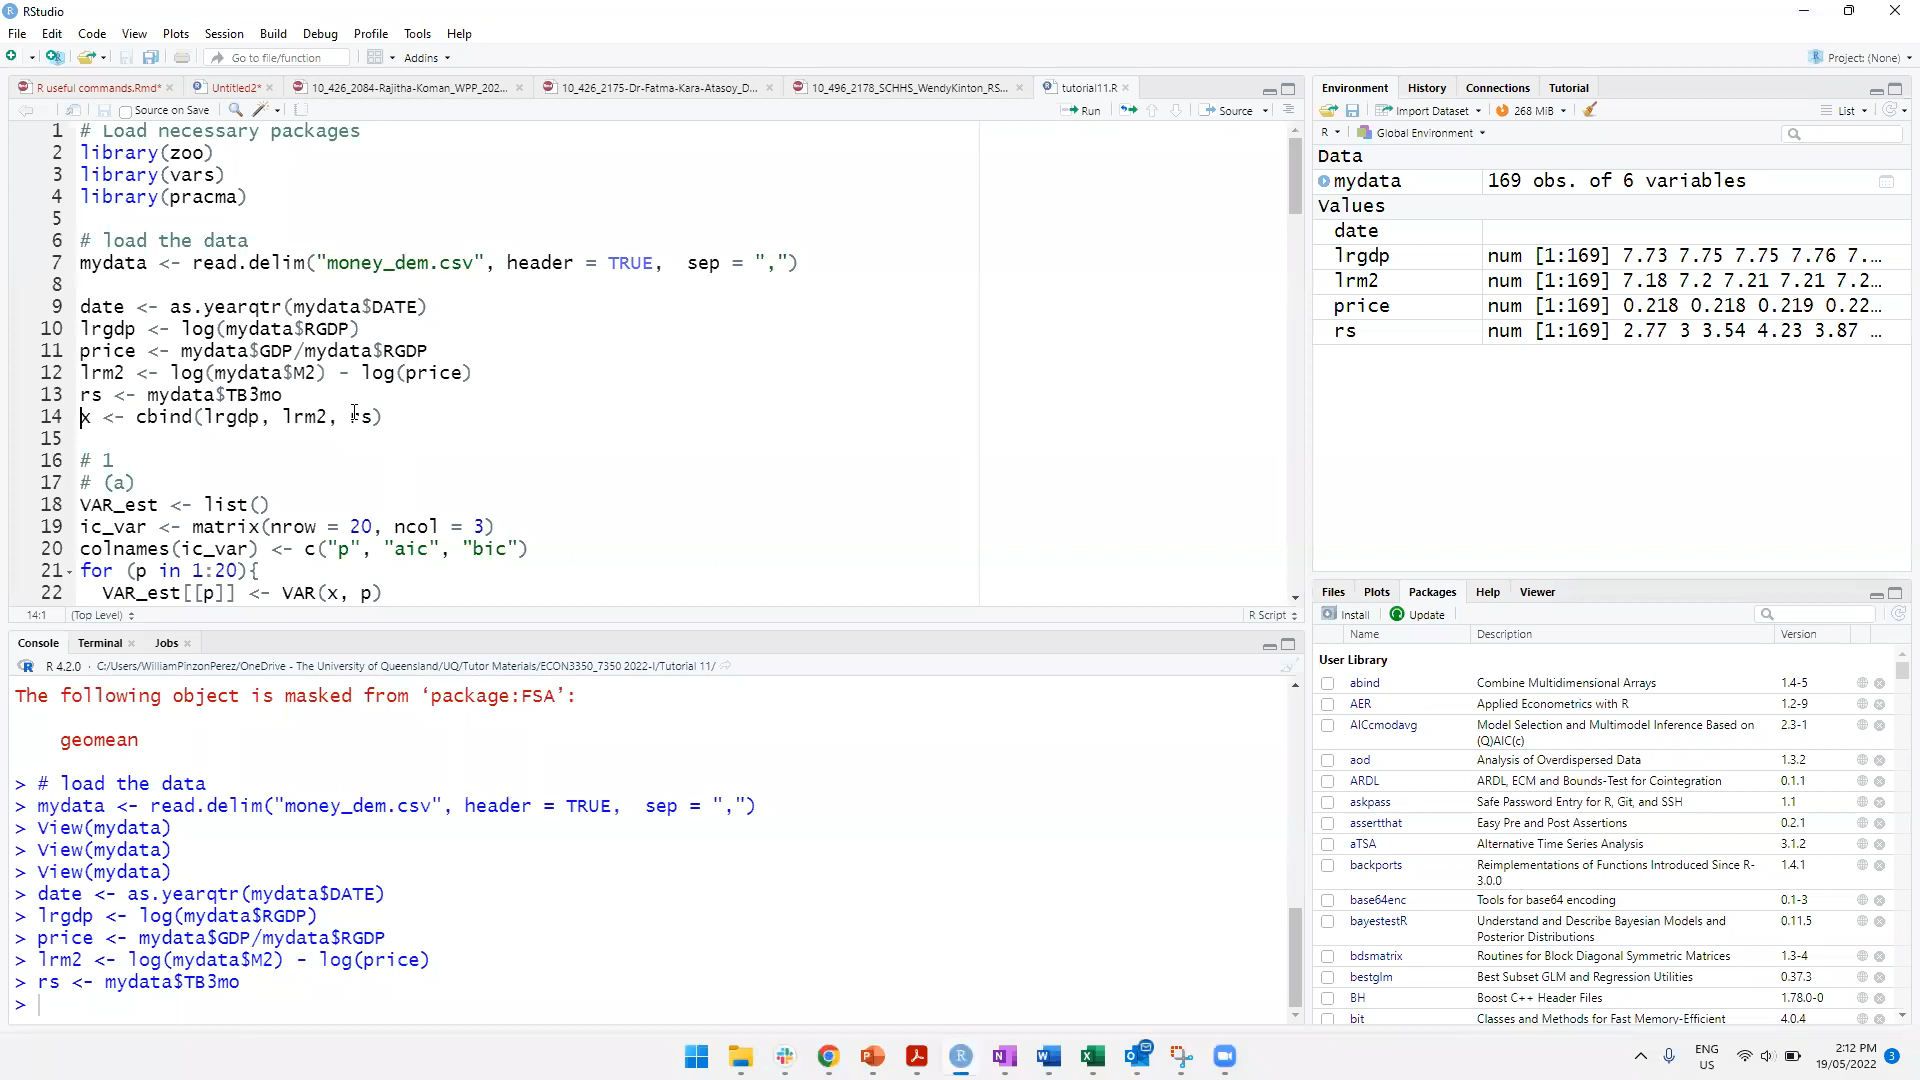 RStudio
File Edit Code View Plots Session Build Debug Profile Tools Help
Go to file/function Addins Project: (None)
R useful commands.Rmd* Untitled2* 10_426_2084-Rajitha-Koman_WPP_202... 10_426_2175-Dr-Fatma-Kara-Atasoy_D... 10_496_2178_SCHHS_WendyKinton_RS... tutorial11.R
Source on Save Run Source
1 # Load necessary packages
2 library(zoo)
3 library(vars)
4 library(pracma)
5
6 # load the data
7 mydata <- read.delim("money_dem.csv", header = TRUE,  sep = ",")
8
9 date <- as.yearqtr(mydata$DATE)
10 lrgdp <- log(mydata$RGDP)
11 price <- mydata$GDP/mydata$RGDP
12 lrm2 <- log(mydata$M2) - log(price)
13 rs <- mydata$TB3mo
14 x <- cbind(lrgdp, lrm2, rs)
15
16 # 1
17 # (a)
18 VAR_est <- list()
19 ic_var <- matrix(nrow = 20, ncol = 3)
20 colnames(ic_var) <- c("p", "aic", "bic")
21 for (p in 1:20){
22   VAR_est[[p]] <- VAR(x, p)
14:1 (Top Level) R Script
Console Terminal Jobs
R 4.2.0 · C:/Users/WilliamPinzonPerez/OneDrive - The University of Queensland/UQ/Tutor Materials/ECON3350_7350 2022-I/Tutorial 11/
The following object is masked from ‘package:FSA’:
geomean
> # load the data
> mydata <- read.delim("money_dem.csv", header = TRUE,  sep = ",")
> View(mydata)
> View(mydata)
> View(mydata)
> date <- as.yearqtr(mydata$DATE)
> lrgdp <- log(mydata$RGDP)
> price <- mydata$GDP/mydata$RGDP
> lrm2 <- log(mydata$M2) - log(price)
> rs <- mydata$TB3mo
>
Environment History Connections Tutorial
Import Dataset 268 MiB List
R Global Environment
Data
mydata 169 obs. of 6 variables
Values
date
lrgdp num [1:169] 7.73 7.75 7.75 7.76 7....
lrm2 num [1:169] 7.18 7.2 7.21 7.21 7.2...
price num [1:169] 0.218 0.218 0.219 0.22...
rs num [1:169] 2.77 3 3.54 4.23 3.87 ...
Files Plots Packages Help Viewer
Install Update
Name Description Version
User Library
abind Combine Multidimensional Arrays 1.4-5
AER Applied Econometrics with R 1.2-9
AICcmodavg Model Selection and Multimodel Inference Based on (Q)AIC(c) 2.3-1
aod Analysis of Overdispersed Data 1.3.2
ARDL ARDL, ECM and Bounds-Test for Cointegration 0.1.1
askpass Safe Password Entry for R, Git, and SSH 1.1
assertthat Easy Pre and Post Assertions 0.2.1
aTSA Alternative Time Series Analysis 3.1.2
backports Reimplementations of Functions Introduced Since R-3.0.0 1.4.1
base64enc Tools for base64 encoding 0.1-3
bayestestR Understand and Describe Bayesian Models and Posterior Distributions 0.11.5
bdsmatrix Routines for Block Diagonal Symmetric Matrices 1.3-4
bestglm Best Subset GLM and Regression Utilities 0.37.3
BH Boost C++ Header Files 1.78.0-0
bit Classes and Methods for Fast Memory-Efficient 4.0.4
ENG
US
2:12 PM
19/05/2022
3